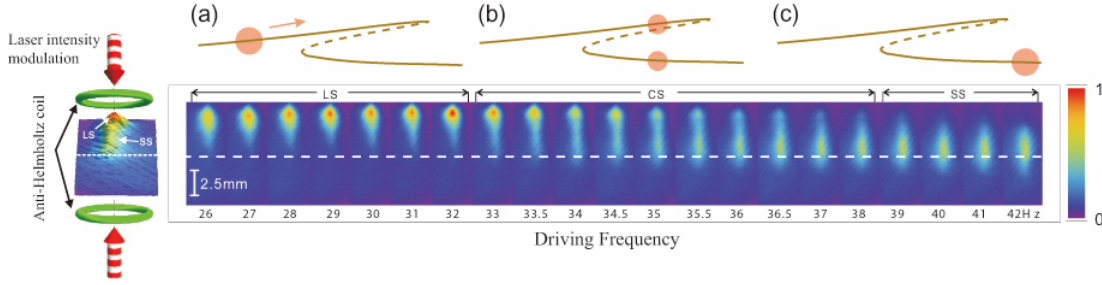 (a)
(b)
(c)
Laser intensity
modulation
Anti-Helmholtz coil
LS
SS
LS
CS
SS
1
0
2.5mm
26 27 28 29 30 31 32 33 33.5 34 34.5 35 35.5 36 36.5 37 38 39 40 41 42H z
Driving Frequency